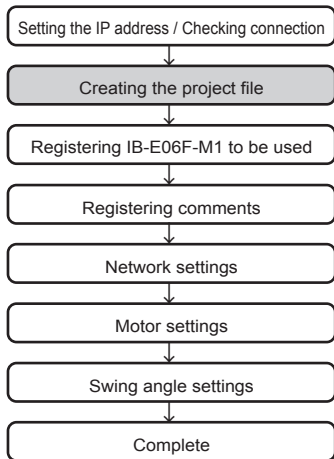 Setting the IP address / Checking connection
Creating the project file
Registering IB-E06F-M1 to be used
Registering comments
Network settings
Motor settings
Swing angle settings
Complete